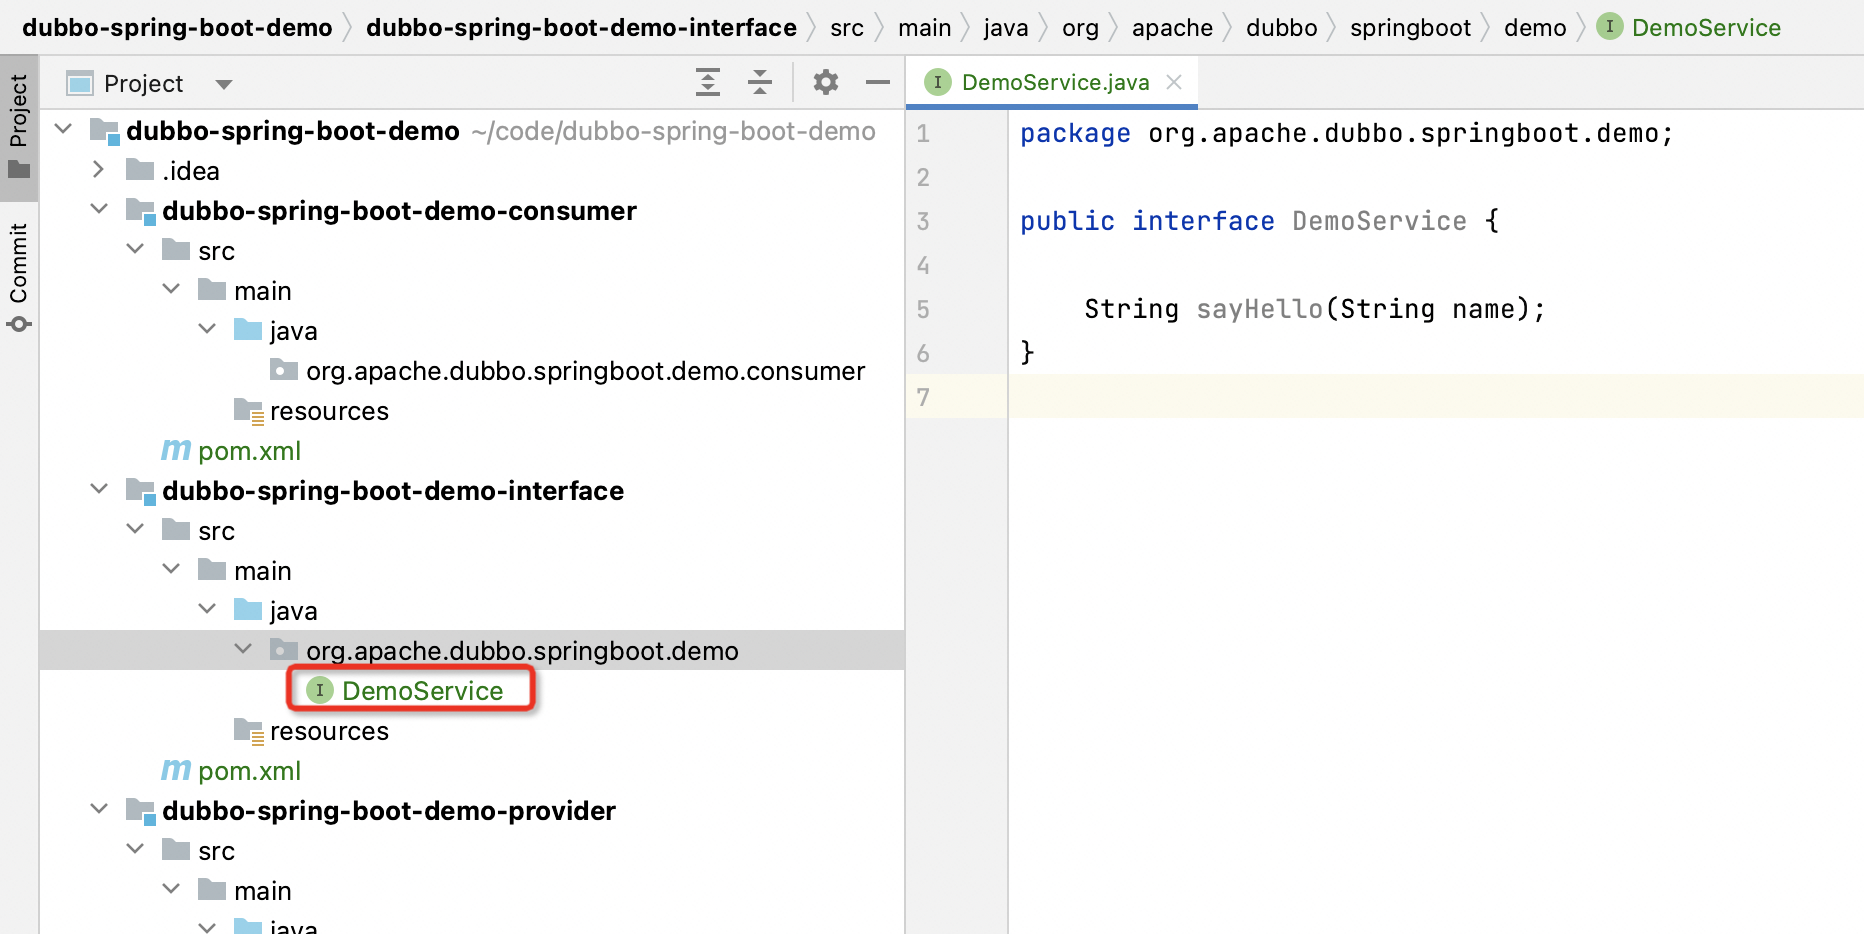 dubbo-spring-boot-demo dubbo-spring-boot-demo-interface src main java org apache dubbo springboot demo I DemoService
Project
Commit
Project
dubbo-spring-boot-demo ~/code/dubbo-spring-boot-demo
.idea
dubbo-spring-boot-demo-consumer
src
main
java
org.apache.dubbo.springboot.demo.consumer
resources
m pom.xml
dubbo-spring-boot-demo-interface
src
main
java
org.apache.dubbo.springboot.demo
I DemoService
resources
m pom.xml
dubbo-spring-boot-demo-provider
src
main
java
I DemoService.java
1 package org.apache.dubbo.springboot.demo;
2
3 public interface DemoService {
4
5 String sayHello(String name);
6 }
7